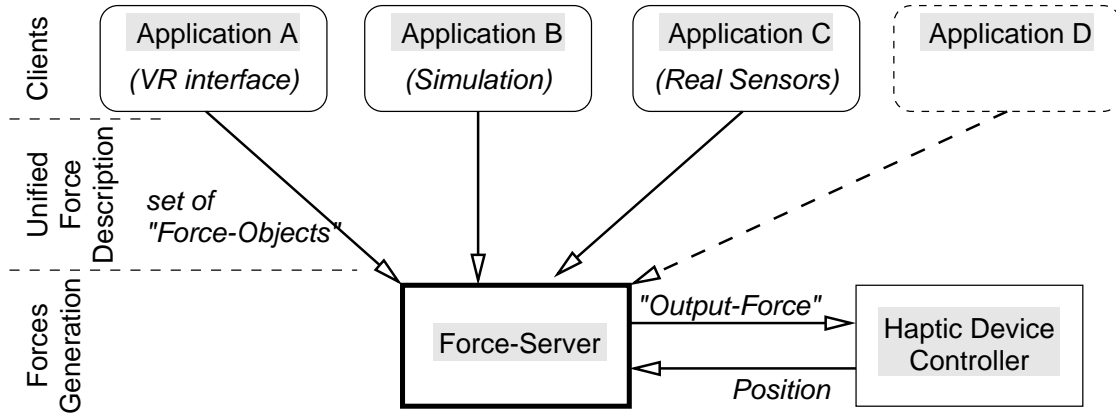 Clients
Application A
(VR interface)
Application B
(Simulation)
Application C
(Real Sensors)
Application D
Unified
Force
Description
set of
"Force-Objects"
Forces
Generation
Force-Server
"Output-Force"
Position
Haptic Device
Controller